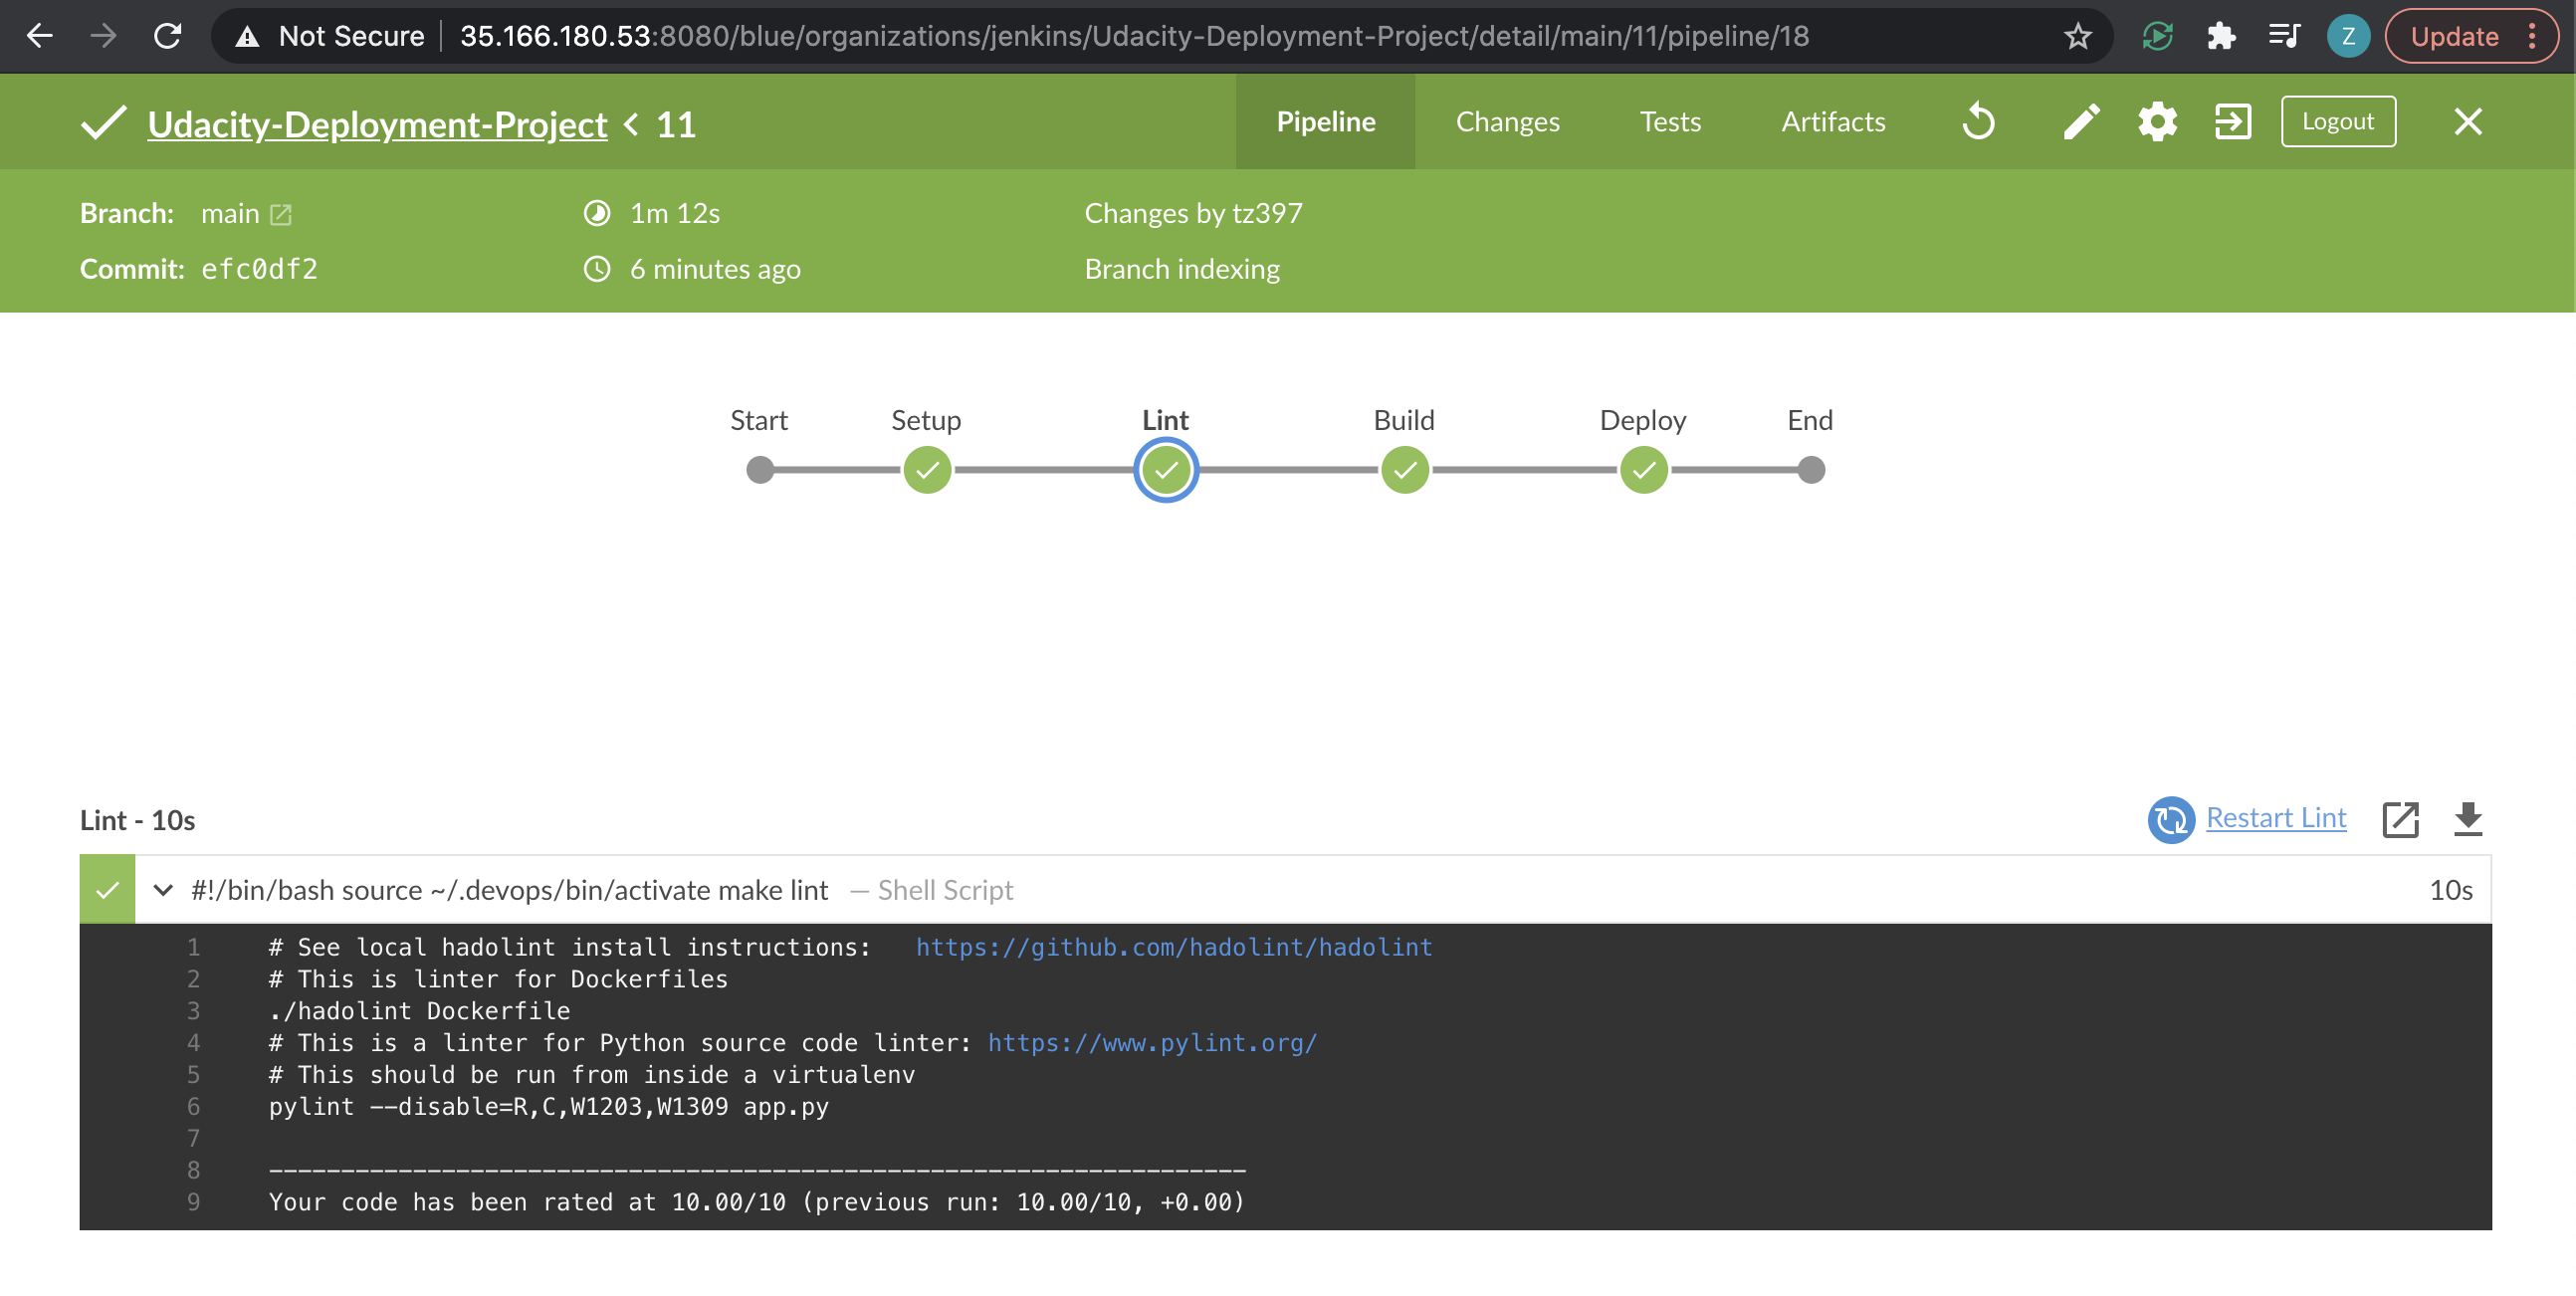 Not Secure 35.166.180.53:8080/blue/organizations/jenkins/Udacity-Deployment-Project/detail/main/11/pipeline/18 Z Update
Udacity-Deployment-Project < 11 Pipeline Changes Tests Artifacts Logout
Branch: main 1m 12s Changes by tz397
Commit: efc0df2 6 minutes ago Branch indexing
Start Setup Lint Build Deploy End
Lint - 10s Restart Lint
#!/bin/bash source ~/.devops/bin/activate make lint — Shell Script 10s
1 # See local hadolint install instructions: https://github.com/hadolint/hadolint
2 # This is linter for Dockerfiles
3 ./hadolint Dockerfile
4 # This is a linter for Python source code linter: https://www.pylint.org/
5 # This should be run from inside a virtualenv
6 pylint --disable=R,C,W1203,W1309 app.py
7
8 --------------------------------------------------------------------
9 Your code has been rated at 10.00/10 (previous run: 10.00/10, +0.00)